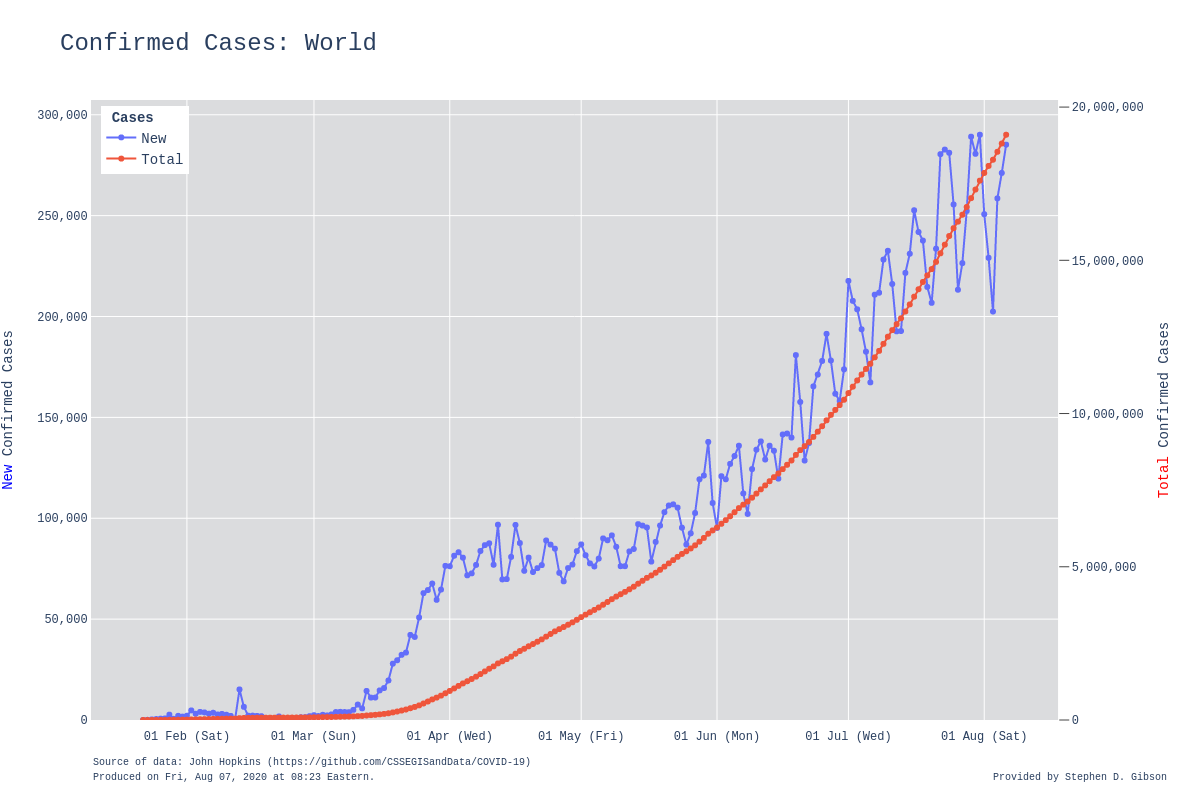 Confirmed Cases: World
Cases
New
Total
300,000
250,000
200,000
150,000
100,000
50,000
0
20,000,000
15,000,000
10,000,000
5,000,000
0
New Confirmed Cases
Total Confirmed Cases
01 Feb (Sat) 01 Mar (Sun) 01 Apr (Wed) 01 May (Fri) 01 Jun (Mon) 01 Jul (Wed) 01 Aug (Sat)
Source of data: John Hopkins (https://github.com/CSSEGISandData/COVID-19)
Produced on Fri, Aug 07, 2020 at 08:23 Eastern.
Provided by Stephen D. Gibson